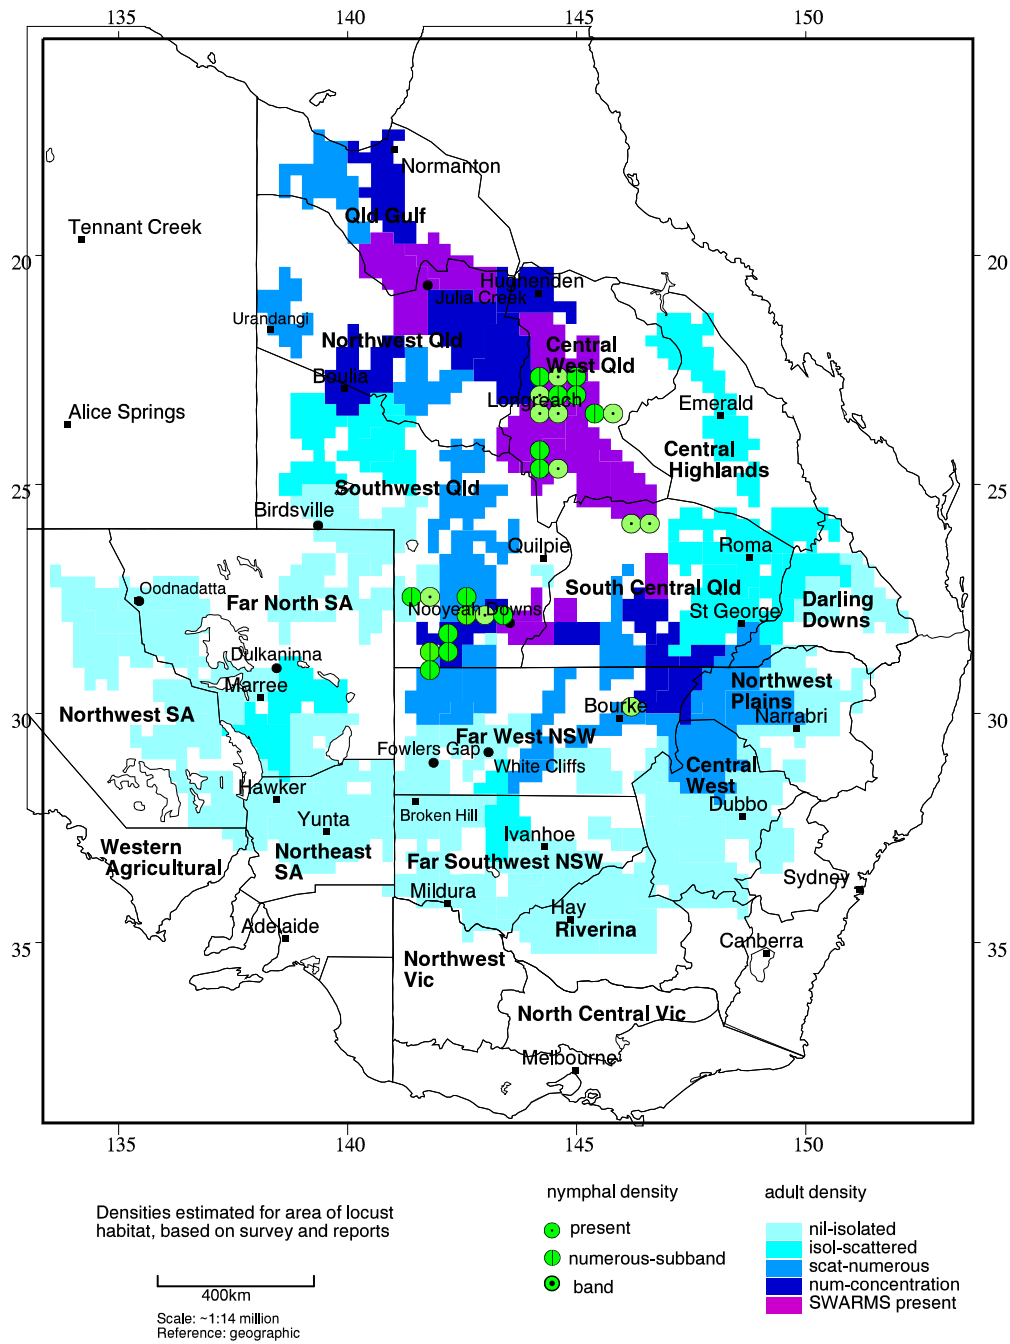 135 140 145 150
Normanton
Qld Gulf
Tennant Creek
20 20
Hughenden
Julia Creek
Urandangi
Northwest Qld
Central
West Qld
Boulia
Longreach
Emerald
Alice Springs
Central
Highlands
25 25
Southwest Qld
Birdsville
Quilpie
Roma
Oodnadatta
Far North SA
South Central Qld
Nooyeah Downs
St George
Darling
Downs
Dulkaninna
Marree
Northwest
Plains
30 30
Northwest SA
Bourke
Narrabri
Far West NSW
Fowlers Gap
White Cliffs
Central
West
Hawker
Dubbo
Broken Hill
Yunta
Ivanhoe
Western
Agricultural
Northeast
SA
Far Southwest NSW
Sydney
Mildura
Hay
Riverina
Adelaide
35 35
Canberra
Northwest
Vic
North Central Vic
Melbourne
135 140 145 150
Densities estimated for area of locust
habitat, based on survey and reports
400km
Scale: ~1:14 million
Reference: geographic
nymphal density
present
numerous-subband
band
adult density
nil-isolated
isol-scattered
scat-numerous
num-concentration
SWARMS present